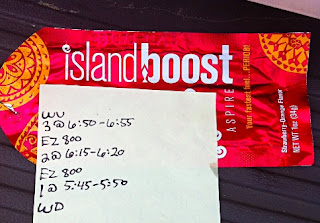 islandboost
ASPIRE
Your fastest fuel...PERIOD!
Strawberry-Orange Flavor
NET WT 1oz (34g)
WU
3 @ 6:50-6:55
EZ 800
2 @ 6:15-6:20
EZ 800
1 @ 5:45-5:50
WD